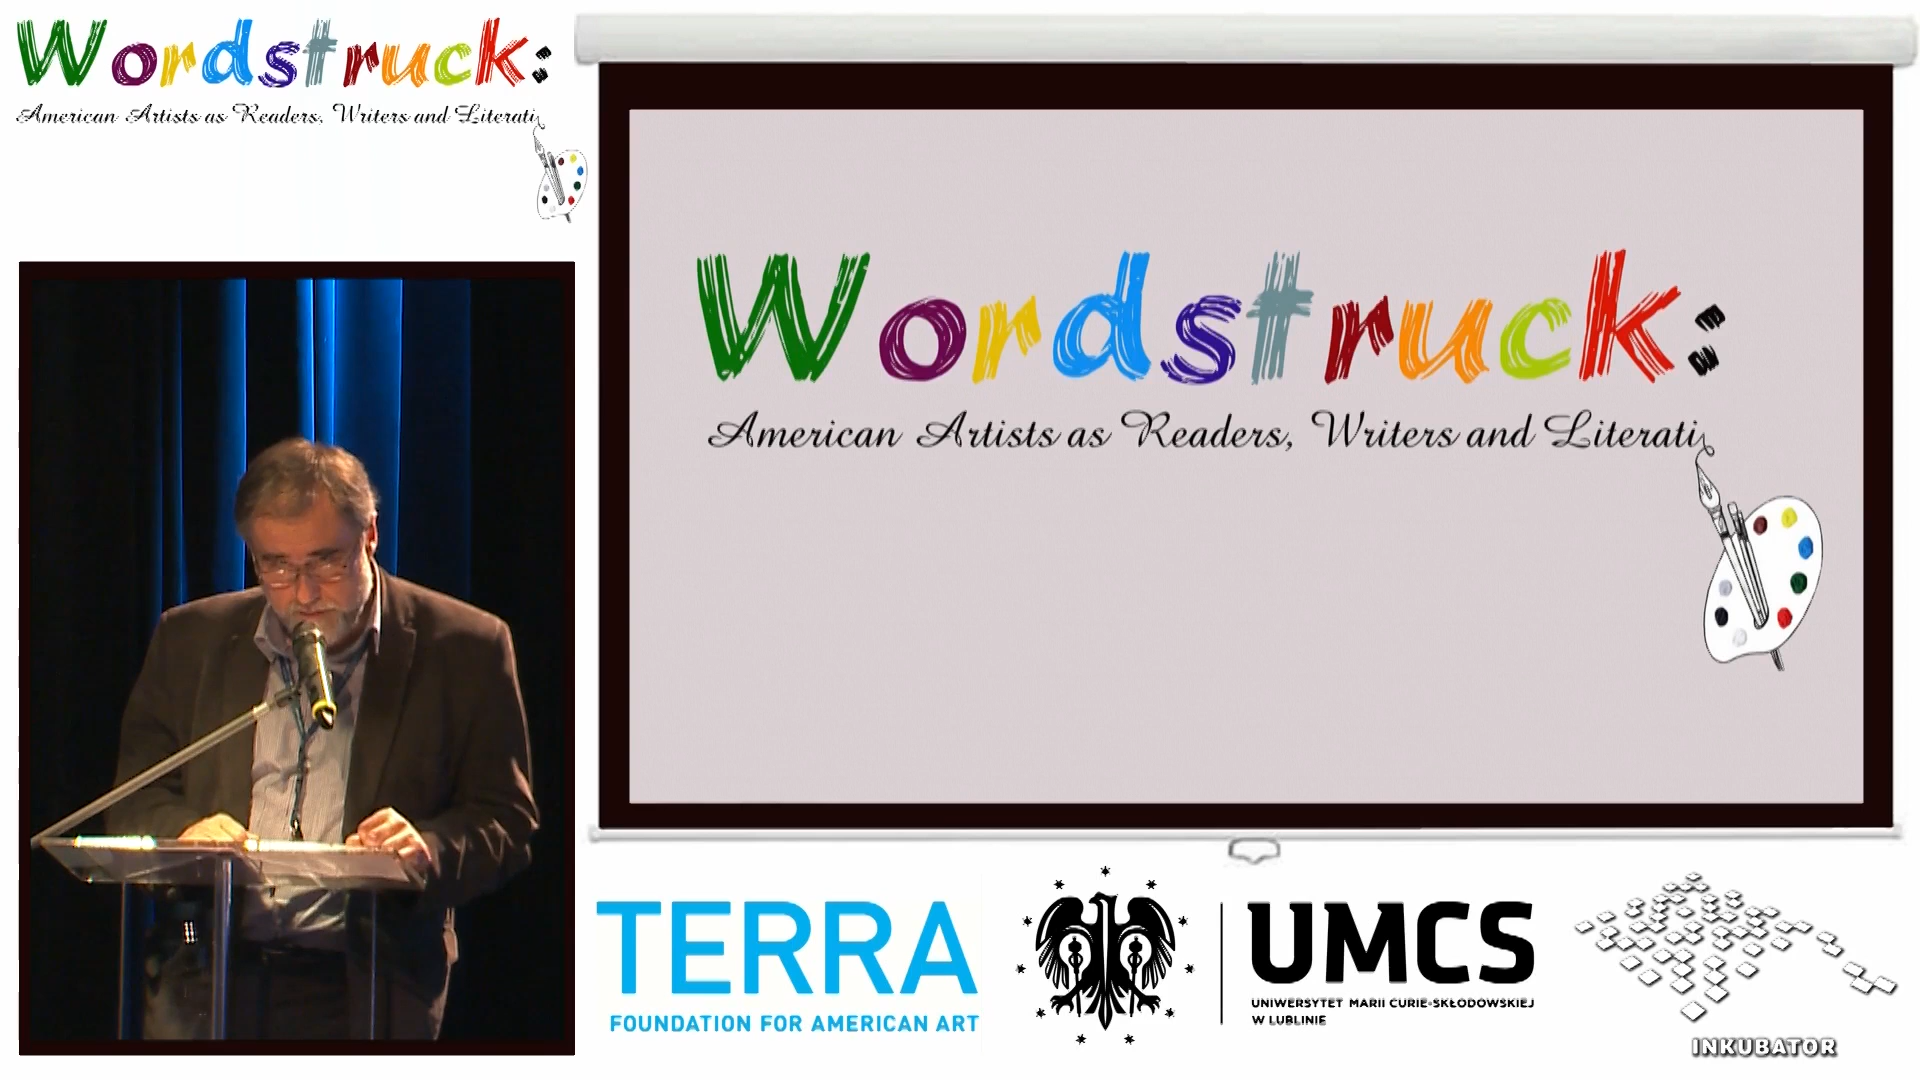 Wordstruck:
American Artists as Readers, Writers and Literati
Wordstruck:
American Artists as Readers, Writers and Literati
TERRA
FOUNDATION FOR AMERICAN ART
UMCS
UNIWERSYTET MARII CURIE-SKŁODOWSKIEJ
W LUBLINIE
INKUBATOR